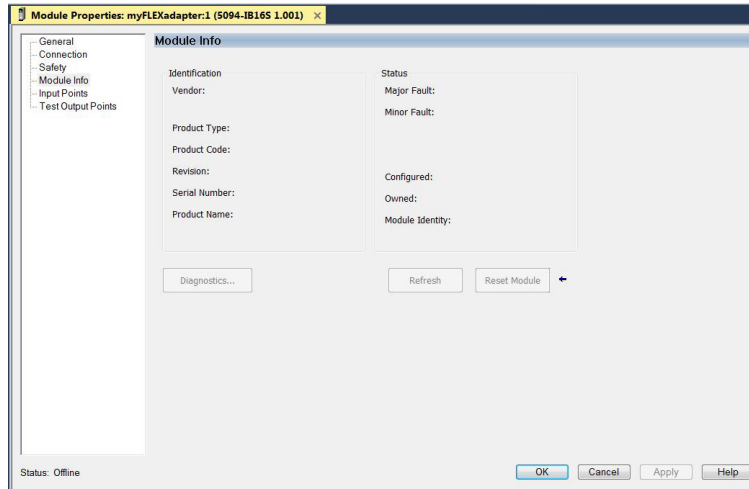 Module Properties: myFLEXadapter:1 (5094-IB16S 1.001) ×
General
Connection
Safety
Module Info
Input Points
Test Output Points
Module Info
Identification
Vendor:
Product Type:
Product Code:
Revision:
Serial Number:
Product Name:
Status
Major Fault:
Minor Fault:
Configured:
Owned:
Module Identity:
Diagnostics...
Refresh
Reset Module
Status: Offline
OK
Cancel
Apply
Help